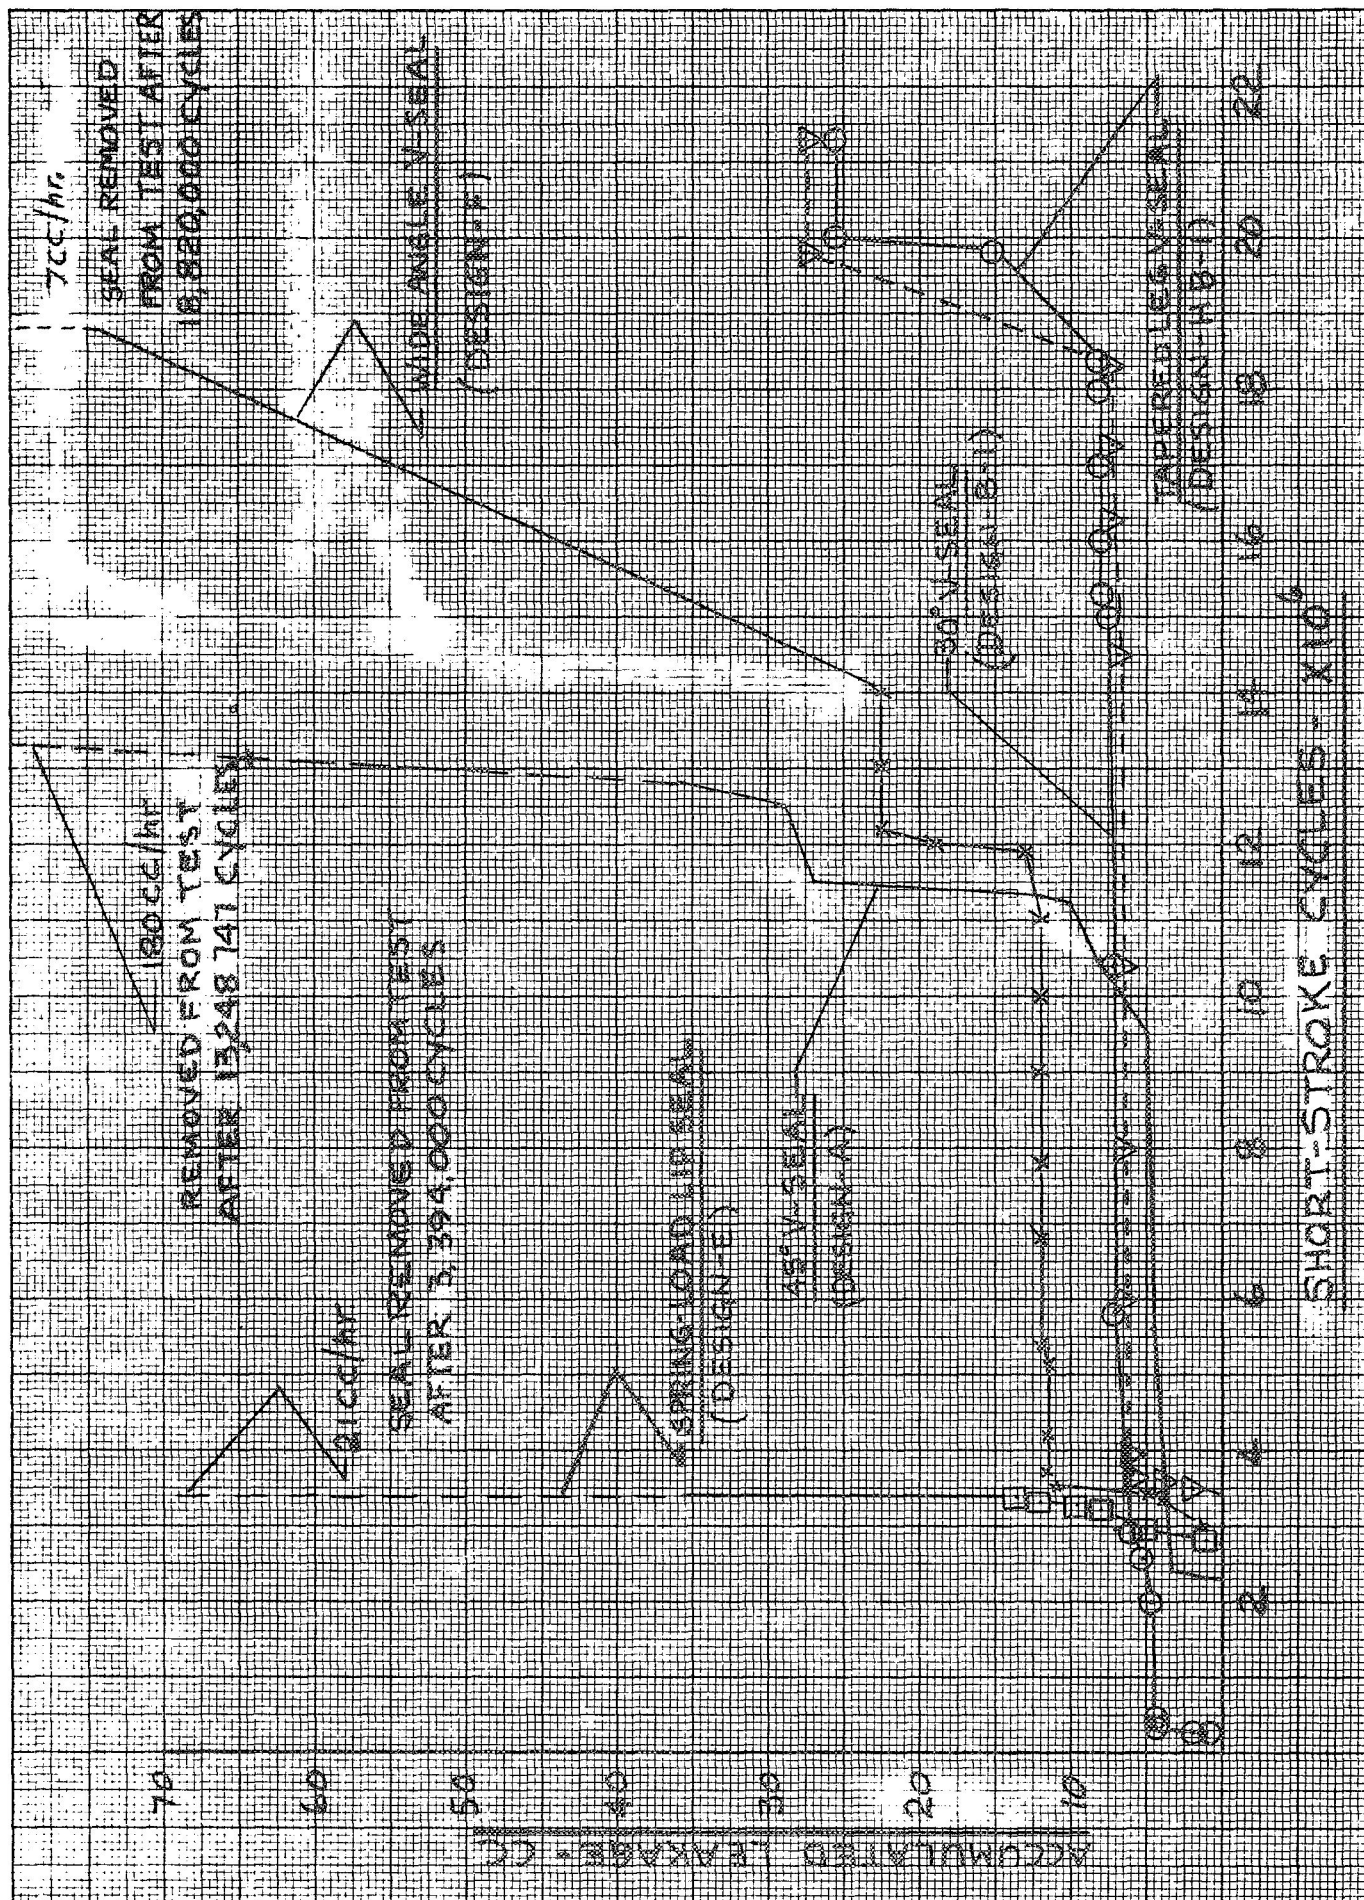 7CC/hr.
SEAL REMOVED
FROM TEST AFTER
18,820,000 CYCLES
WIDE ANGLE V-SEAL
(DESIGN-F)
180CC/hr
REMOVED FROM TEST
AFTER 13,248,747 CYCLES
21CC/hr
SEAL REMOVED FROM TEST
AFTER 3,394,000 CYCLES
SPRING-LOAD LIP SEAL
(DESIGN-E)
45° V-SEAL
(DESIGN-A)
30° V-SEAL
(DESIGN-B-1)
TAPERED LEG V-SEAL
(DESIGN-HB-1)
70
60
50
40
30
20
10
ACCUMULATED LEAKAGE-CC
2 4 6 8 10 12 14 16 18 20 22
SHORT-STROKE CYCLES - X10⁶